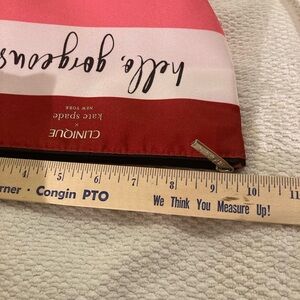 hello, gorgeous
CLINIQUE
x
kate spade
NEW YORK
4 5 6 7 8 9 10 11
Congin PTO
We Think You Measure Up!